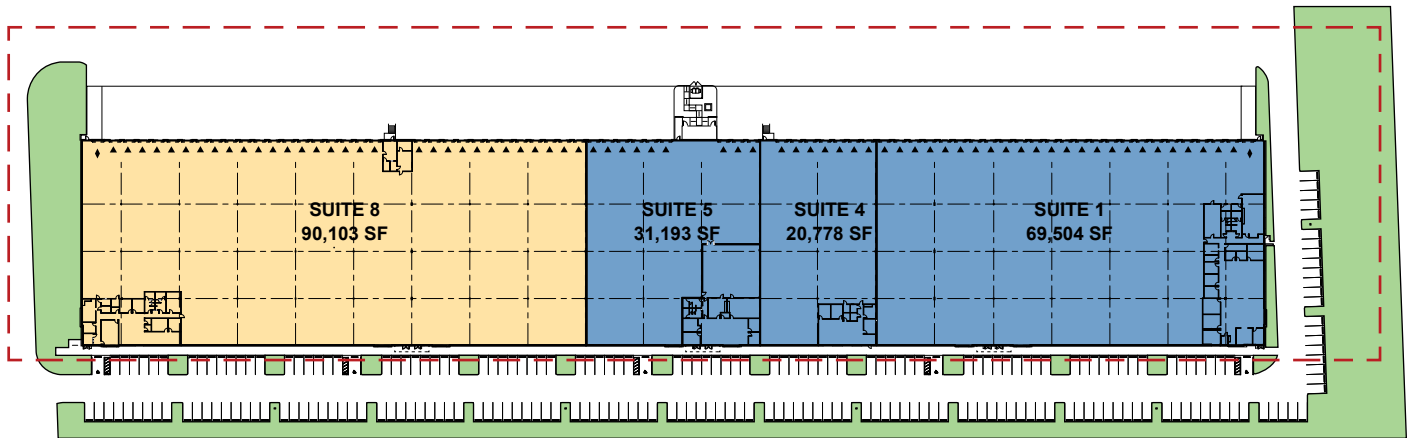 SUITE 8
90,103 SF
SUITE 5
31,193 SF
SUITE 4
20,778 SF
SUITE 1
69,504 SF